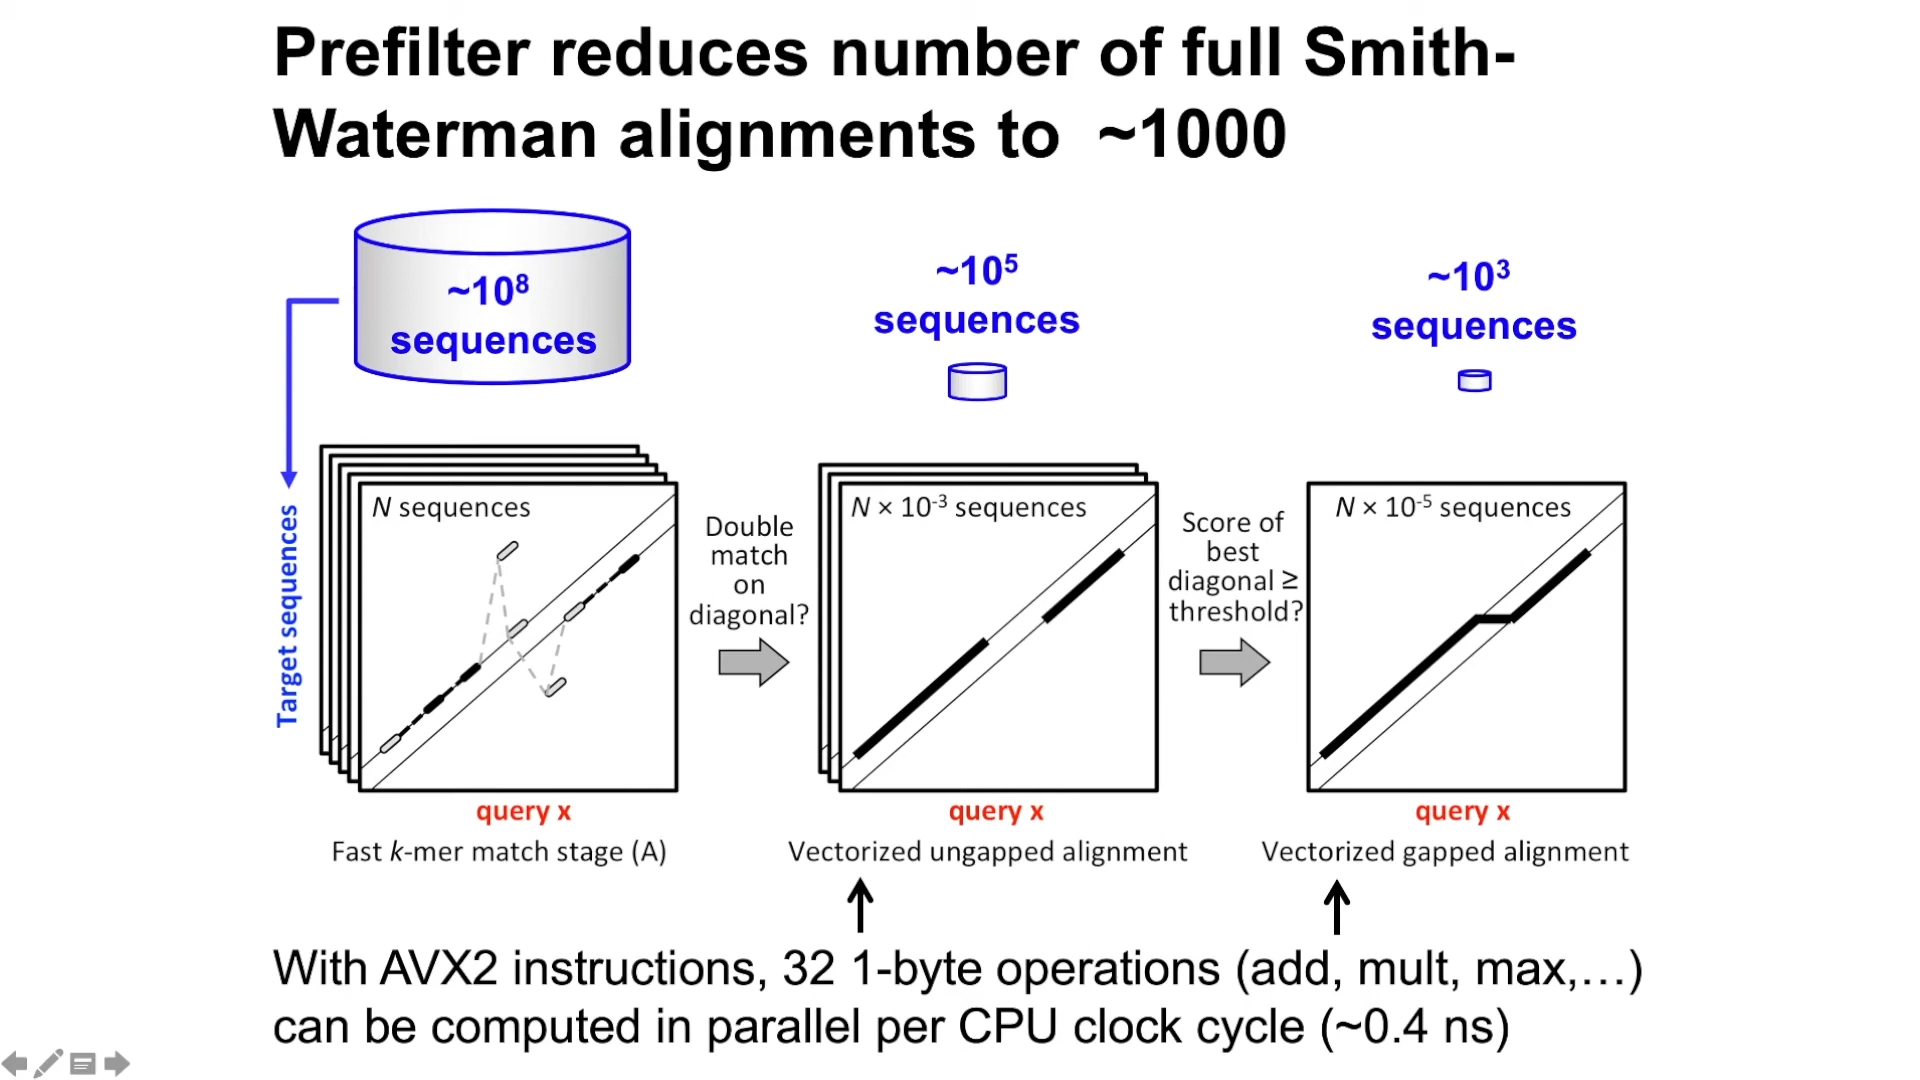 Prefilter reduces number of full Smith-
Waterman alignments to ~1000
~10⁸
sequences
~10⁵
sequences
~10³
sequences
Target sequences
N sequences
Double
match
on
diagonal?
N × 10⁻³ sequences
Score of
best
diagonal ≥
threshold?
N × 10⁻⁵ sequences
query x
query x
query x
Fast k-mer match stage (A)
Vectorized ungapped alignment
Vectorized gapped alignment
With AVX2 instructions, 32 1-byte operations (add, mult, max,…)
can be computed in parallel per CPU clock cycle (~0.4 ns)